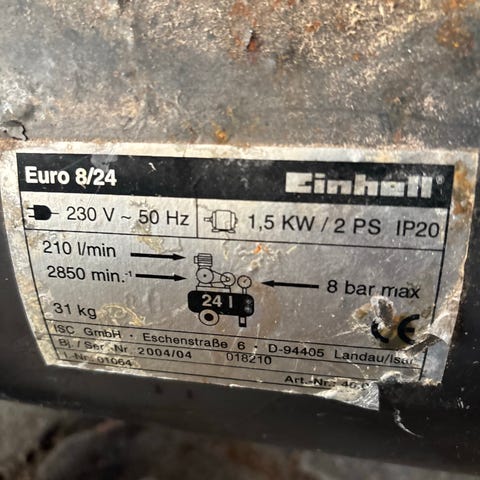 Euro 8/24 Einhell®
230 V ~ 50 Hz 1,5 KW / 2 PS IP20
210 l/min
2850 min.-1 8 bar max
24 l
31 kg CE
ISC GmbH · Eschenstraße 6 · D-94405 Landau/Isar
Bj./ Ser.-Nr. 2004/04 018210
I.-Nr. 01064 Art.-Nr.: